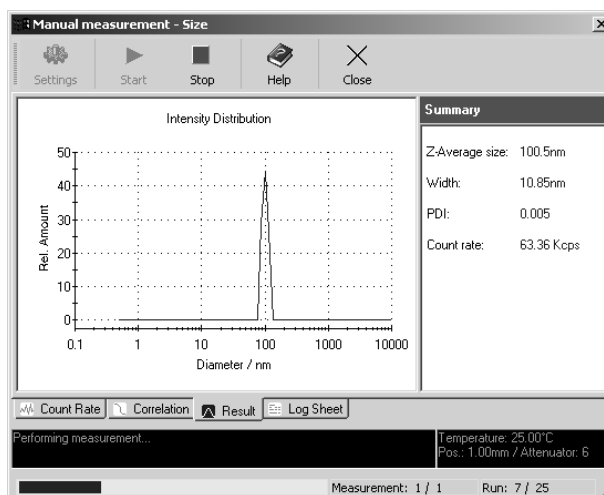 Manual measurement - Size
Settings Start Stop Help Close
Intensity Distribution
50
40
30
20
10
0
Rel. Amount
0.1 1 10 100 1000 10000
Diameter / nm
Summary
Z-Average size: 100.5nm
Width: 10.85nm
PDI: 0.005
Count rate: 63.36 Kcps
Count Rate Correlation Result Log Sheet
Performing measurement...
Temperature: 25.00°C
Pos.: 1.00mm / Attenuator: 6
Measurement: 1 / 1 Run: 7 / 25